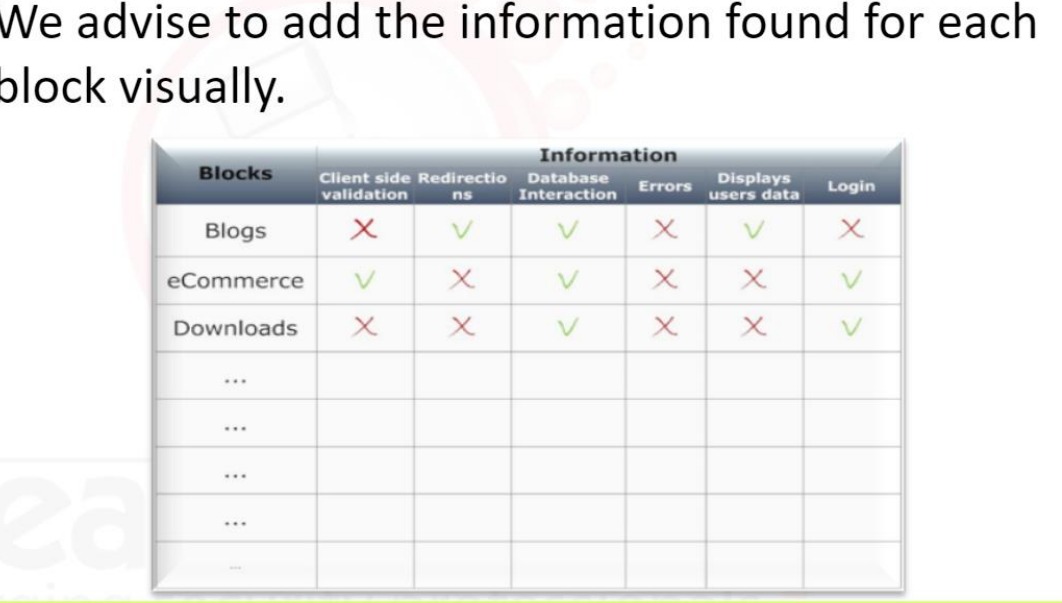 We advise to add the information found for each
block visually.
Blocks Information
Client side validation Redirectio ns Database Interaction Errors Displays users data Login
Blogs X √ √ X √ X
eCommerce √ X √ X X √
Downloads X X √ X X √
...
...
...
...
...